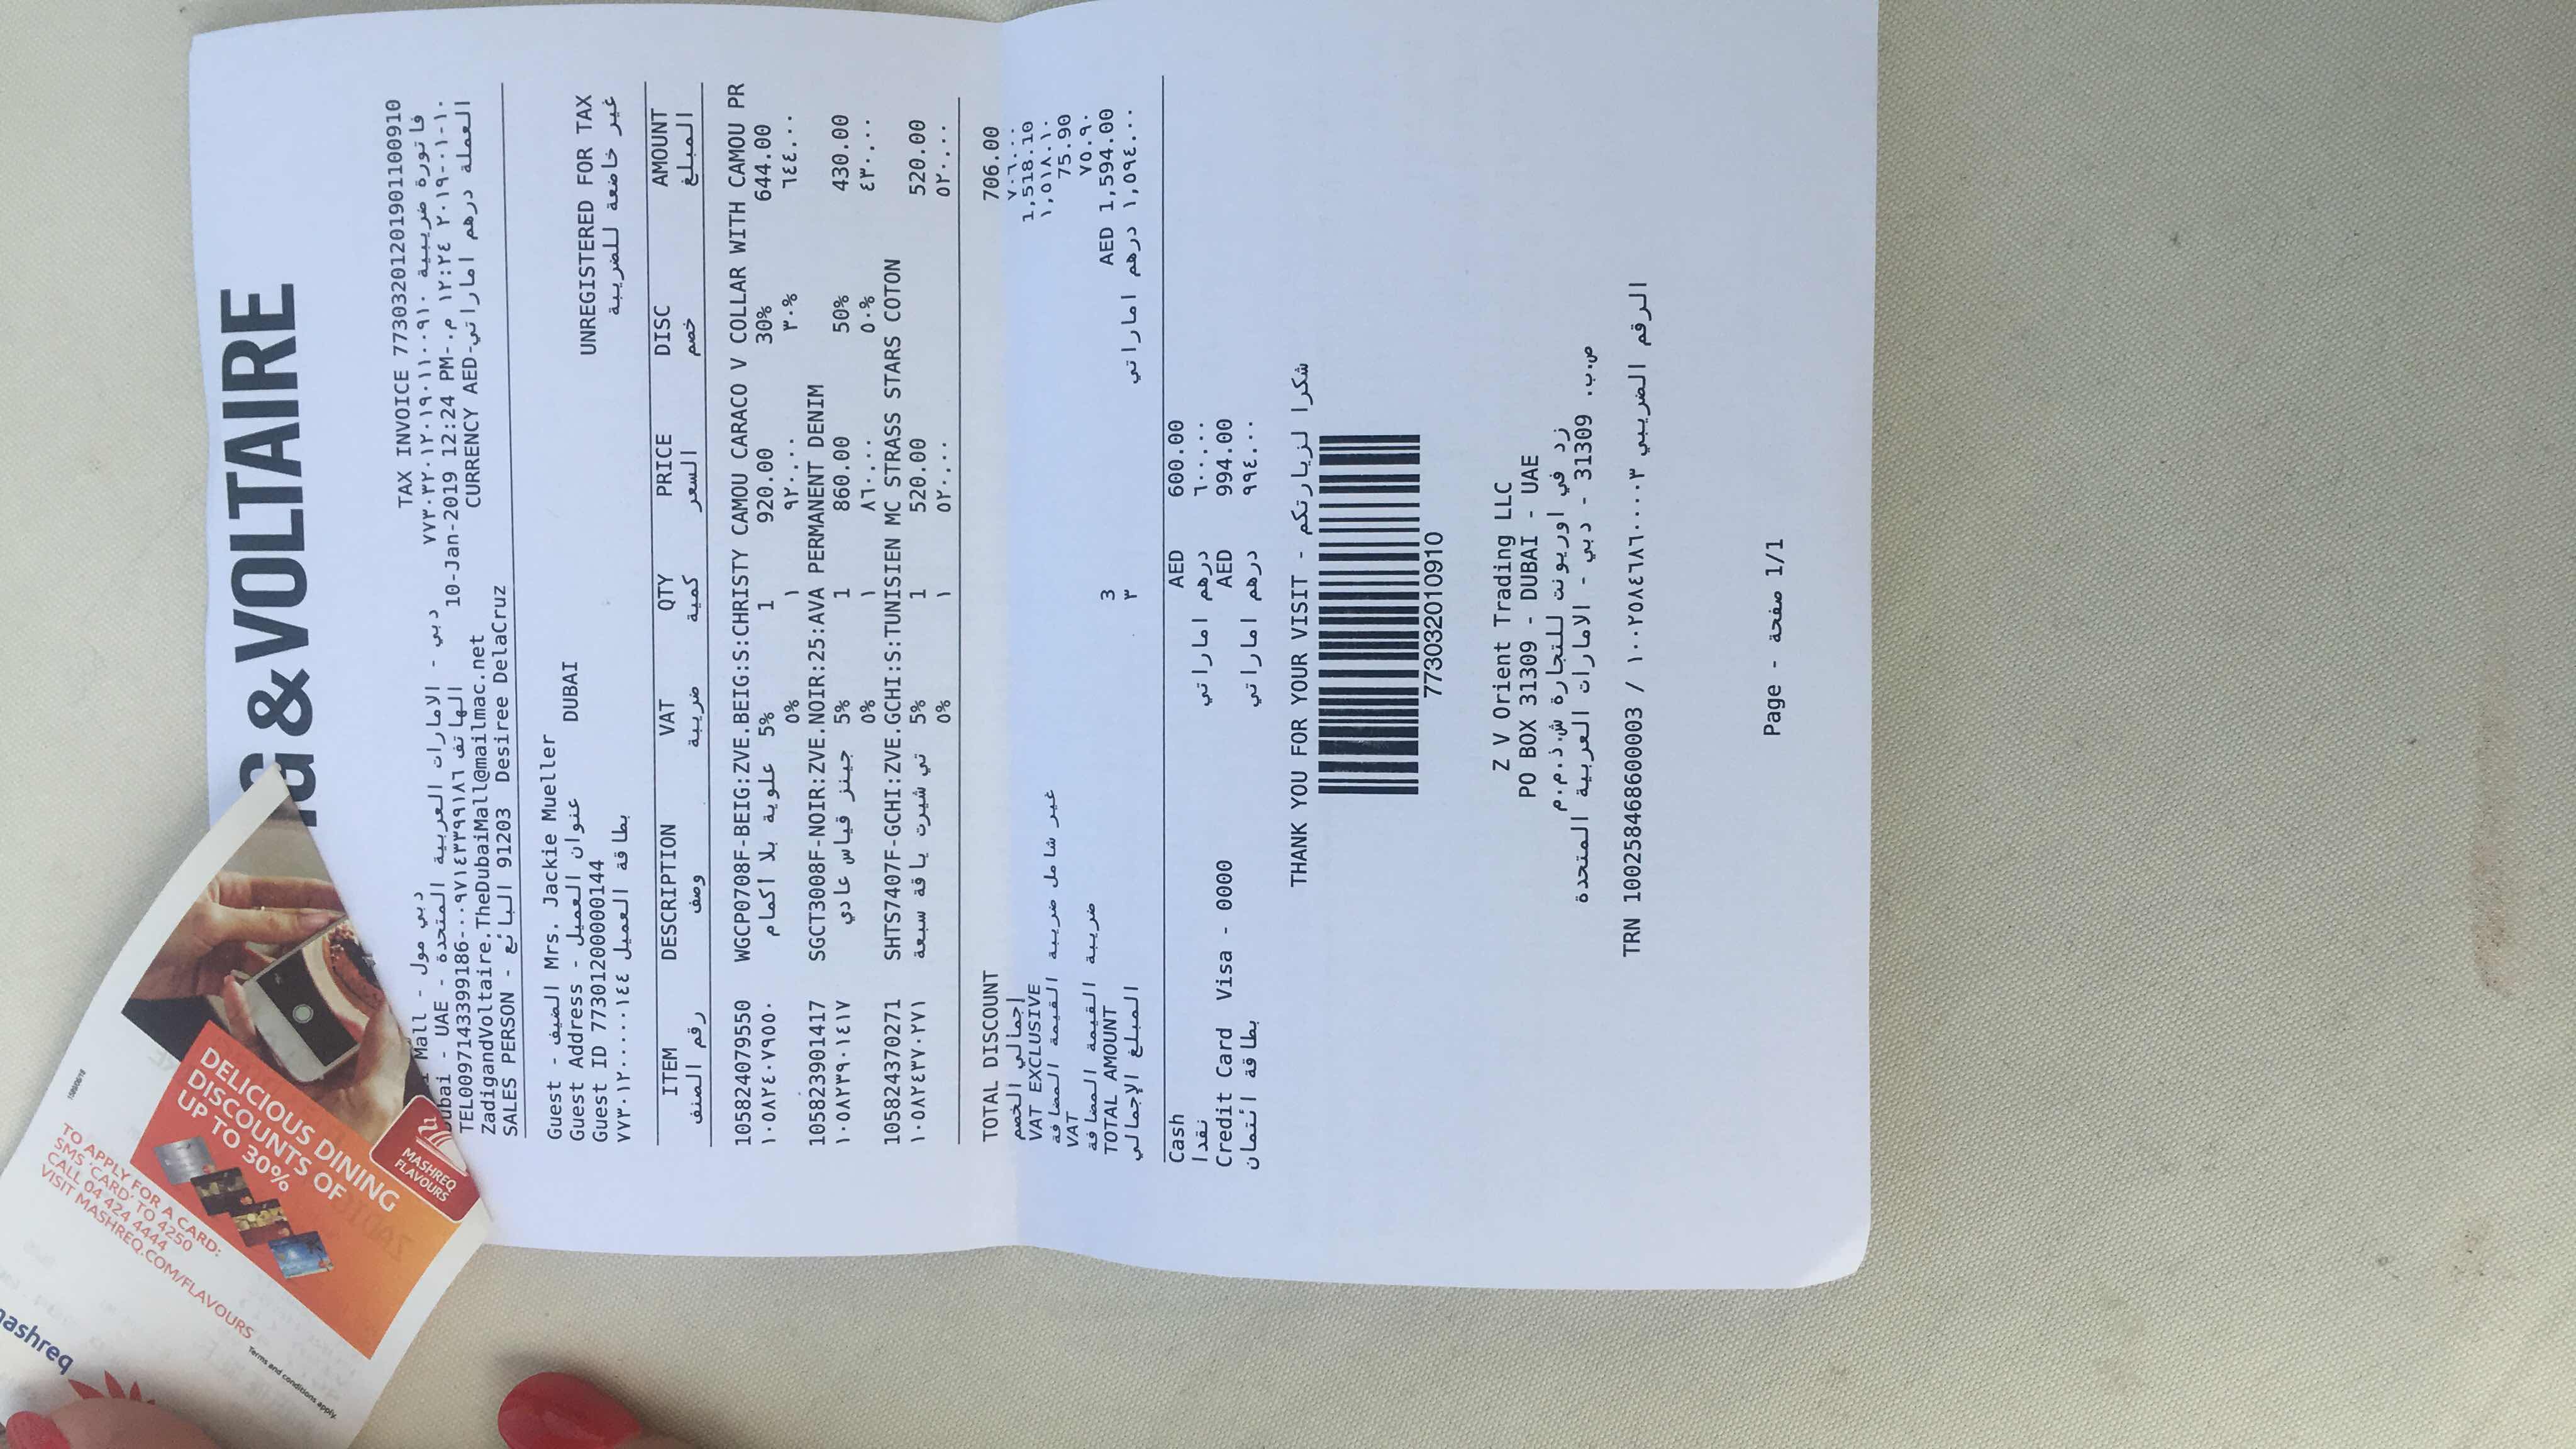 mashreq
TO APPLY FOR A CARD:
SMS 'CARD' TO 4250
CALL 04 424 4444
VISIT MASHREQ.COM/FLAVOURS
Terms and conditions apply.
DELICIOUS DINING
DISCOUNTS OF
UP TO 30%
MASHREQ
FLAVOURS
& VOLTAIRE
Mall - دبي مول
Dubai - UAE - دبي - الامارات العربية المتحدة
TEL0097143399186-الهاتف ٠٠٩٧١٤٣٣٩٩١٨٦
ZadigandVoltaire.TheDubaiMall@mailmac.net
SALES PERSON - البائع 91203 Desiree DelaCruz
TAX INVOICE 77303201201901100910
فاتورة ضريبية ٧٧٣٠٣٢٠١٢٠١٩٠١١٠٠٩١٠
10-Jan-2019 12:24 PM-.م ١٢:٢٤ ٢٠١٩-٠١-١٠
CURRENCY AED-العملة درهم اماراتي
Guest - الضيف Mrs. Jackie Mueller
Guest Address - عنوان العميل DUBAI
Guest ID 77301200000144
بطاقة العميل ٧٧٣٠١٢٠٠٠٠٠١٤٤
UNREGISTERED FOR TAX
غير خاضعة للضريبة
ITEM DESCRIPTION VAT QTY PRICE DISC AMOUNT
رقم الصنف وصف ضريبة كمية السعر خصم المبلغ
105824079550 WGCP0708F-BEIG:ZVE.BEIG:S:CHRISTY CAMOU CARACO V COLLAR WITH CAMOU PR
١٠٥٨٢٤٠٧٩٥٥٠ علوية بلا أكمام 5% 1 920.00 30% 644.00
٥% ١ ٩٢٠.٠٠ ٣٠% ٦٤٤.٠٠
105823901417 SGCT3008F-NOIR:ZVE.NOIR:25:AVA PERMANENT DENIM
١٠٥٨٢٣٩٠١٤١٧ جينز قياس عادي 5% 1 860.00 50% 430.00
٥% ١ ٨٦٠.٠٠ ٥٠% ٤٣٠.٠٠
105824370271 SHTS7407F-GCHI:ZVE.GCHI:S:TUNISIEN MC STRASS STARS COTON
١٠٥٨٢٤٣٧٠٢٧١ تي شيرت ياقة سبعة 5% 1 520.00 520.00
٥% ١ ٥٢٠.٠٠ ٥٢٠.٠٠
TOTAL DISCOUNT 706.00
إجمالي الخصم ٧٠٦.٠٠
VAT EXCLUSIVE 1,518.10
غير شامل ضريبة القيمة المضافة ١,٥١٨.١٠
VAT 75.90
ضريبة القيمة المضافة ٧٥.٩٠
TOTAL AMOUNT 3 AED 1,594.00
المبلغ الإجمالي ٣ ١,٥٩٤.٠٠ درهم اماراتي
Cash AED 600.00
نقدا درهم اماراتي ٦٠٠.٠٠
Credit Card Visa - 0000 AED 994.00
بطاقة ائتمان درهم اماراتي ٩٩٤.٠٠
THANK YOU FOR YOUR VISIT - شكرا لزيارتكم
773032010910
Z V Orient Trading LLC
PO BOX 31309 - DUBAI - UAE
زد في اوريونت للتجارة ش.ذ.م.م
ص.ب. 31309 - دبي - الامارات العربية المتحدة
TRN 100258468600003 / الرقم الضريبي ١٠٠٢٥٨٤٦٨٦٠٠٠٠٣
Page - صفحة 1/1